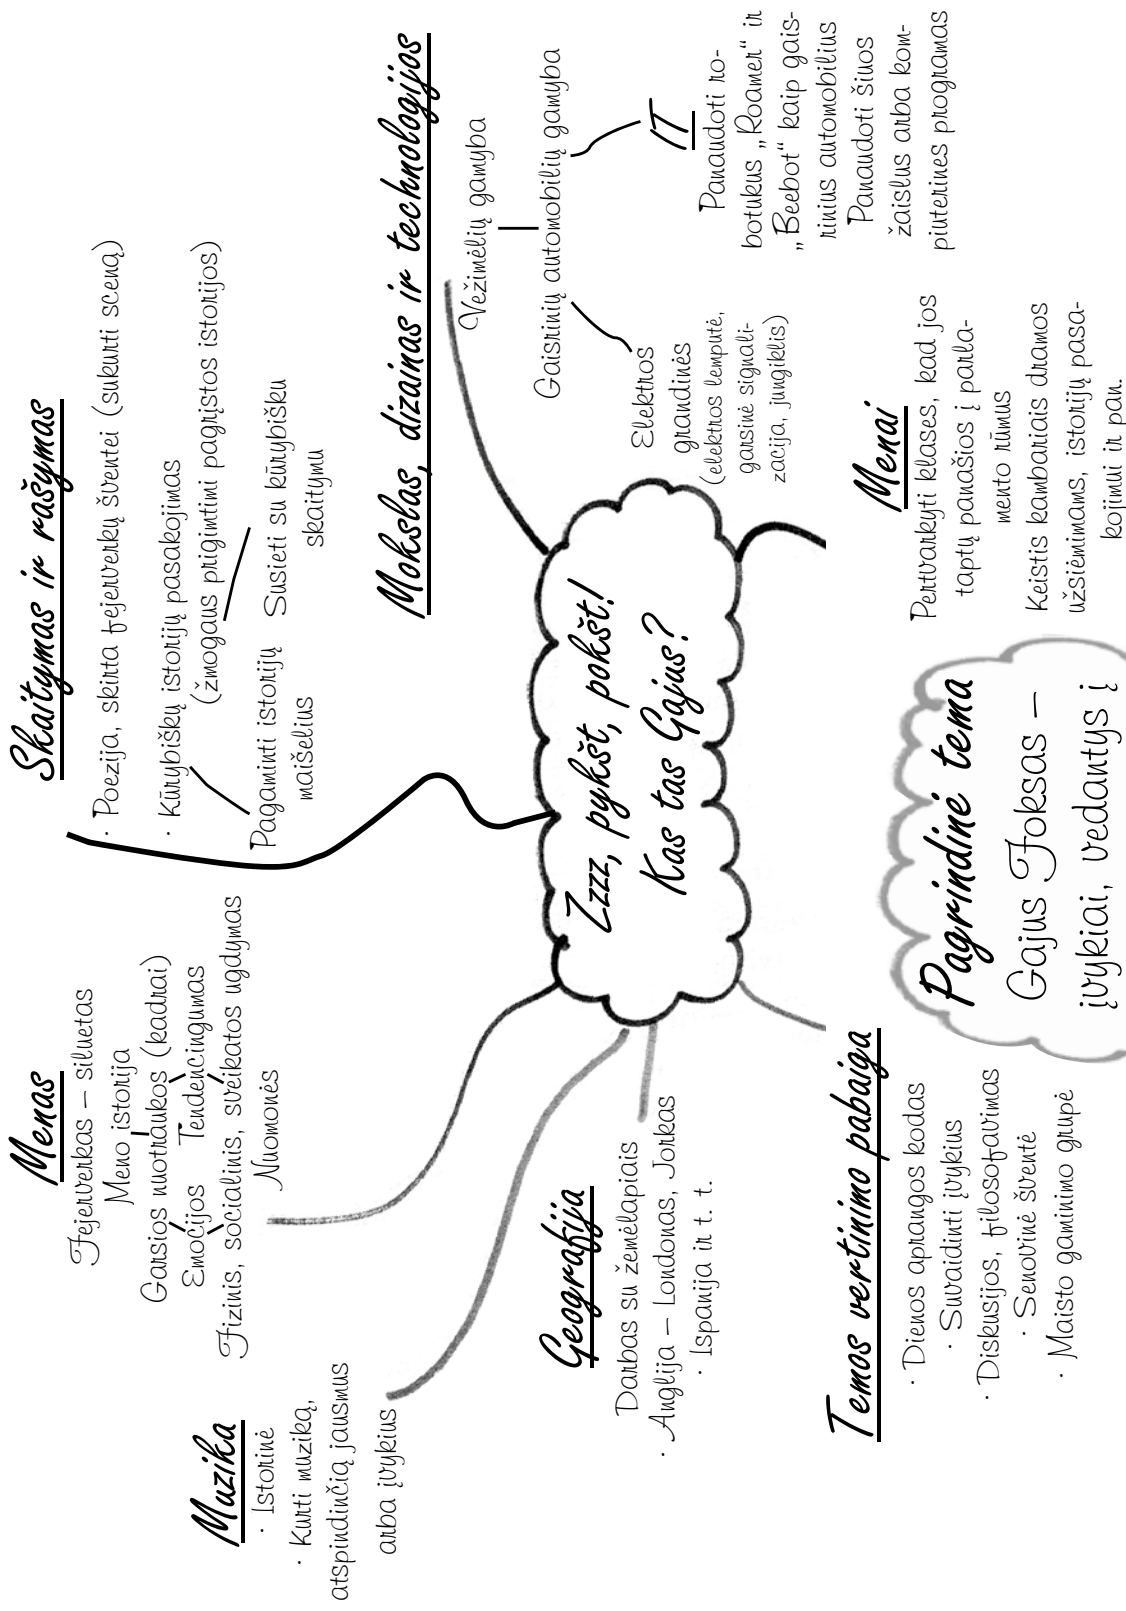 Muzika
· Istorinė
· Kurti muziką,
atspindinčią jausmus
arba įvykius
Menas
Fejerverkas – siluetas
Meno istorija
Garsios nuotraukos (kadrai)
Emocijos Tendencingumas
Fizinis, socialinis, sveikatos ugdymas
Nuomonės
Skaitymas ir rašymas
· Poezija, skirta fejerverkų šventei (sukurti sceną)
· Kūrybiškų istorijų pasakojimas
(žmogaus prigimtimi pagrįstos istorijos)
Pagaminti istorijų
maišelius
Susieti su kūrybišku
skaitymu
Mokslas, dizainas ir technologijos
Vežimėlių gamyba
Gaisrinių automobilių gamyba
Elektros
grandinės
(elektros lemputė,
garsinė signali-
zacija, jungiklis)
IT
Panaudoti ro-
botukus „Roamer“ ir
„Beebot“ kaip gais-
rinius automobilius
Panaudoti šiuos
žaislus arba kom-
piuterines programas
Zzzz, pykšt, pokšt!
Kas tas Gajus?
Geografija
Darbas su žemėlapiais
· Anglija – Londonas, Jorkas
· Ispanija ir t. t.
Temos vertinimo pabaiga
· Dienos aprangos kodas
· Suvaidinti įvykius
· Diskusijos, filosofavimas
· Senovinė šventė
· Maisto gaminimo grupė
Pagrindinė tema
Gajus Foksas –
įvykiai, vedantys į
Menai
Pertvarkyti klases, kad jos
taptų panašios į parla-
mento rūmus
Keistis kambariais dramos
užsiėmimams, istorijų pasa-
kojimui ir pan.